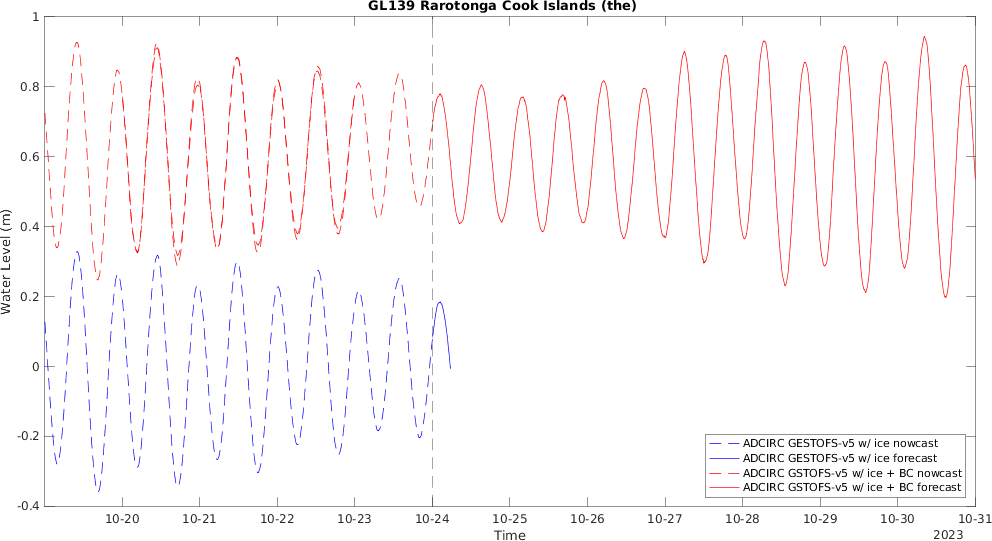 GL139 Rarotonga Cook Islands (the)
1
0.8
0.6
0.4
0.2
0
-0.2
-0.4
Water Level (m)
ADCIRC GESTOFS-v5 w/ ice nowcast
ADCIRC GESTOFS-v5 w/ ice forecast
ADCIRC GSTOFS-v5 w/ ice + BC nowcast
ADCIRC GSTOFS-v5 w/ ice + BC forecast
10-20 10-21 10-22 10-23 10-24 10-25 10-26 10-27 10-28 10-29 10-30 10-31
Time
2023